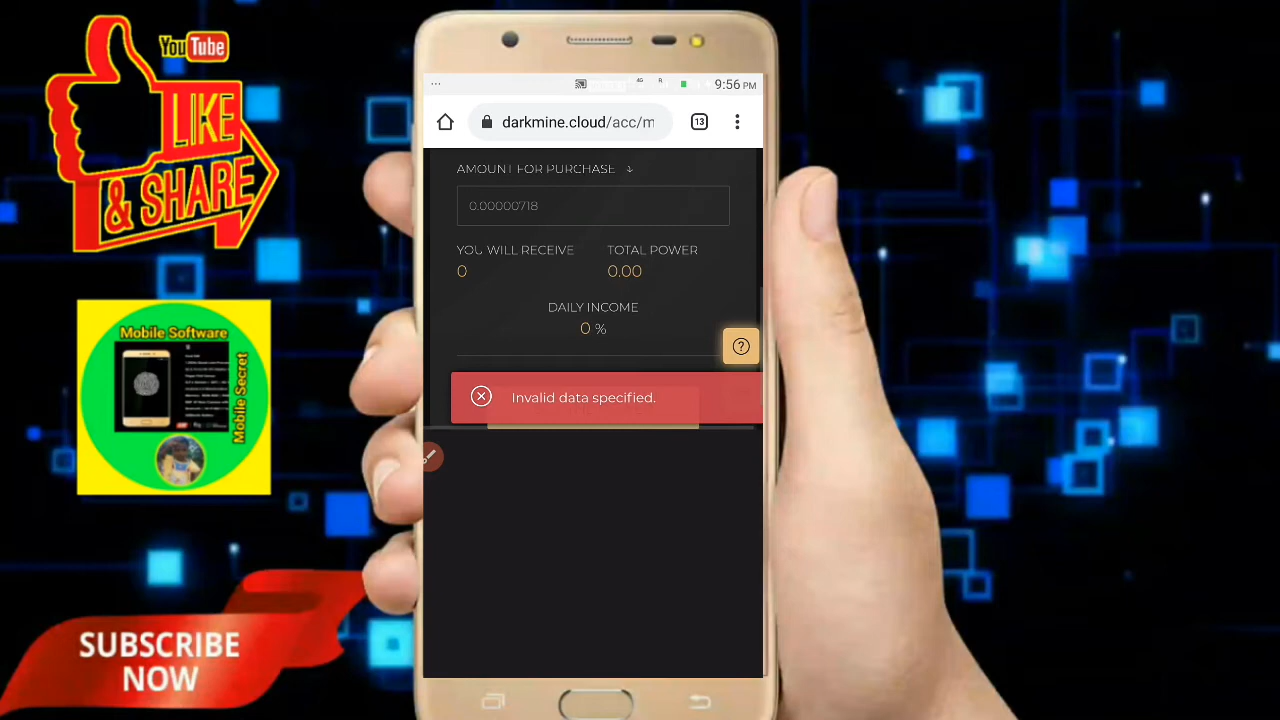 YouTube
LIKE
& SHARE
Mobile Software
Mobile Secret
SUBSCRIBE
NOW
9:56 PM
darkmine.cloud/acc/m
13
AMOUNT FOR PURCHASE ↓
0.00000718
YOU WILL RECEIVE TOTAL POWER
0 0.00
DAILY INCOME
0 %
?
Invalid data specified.